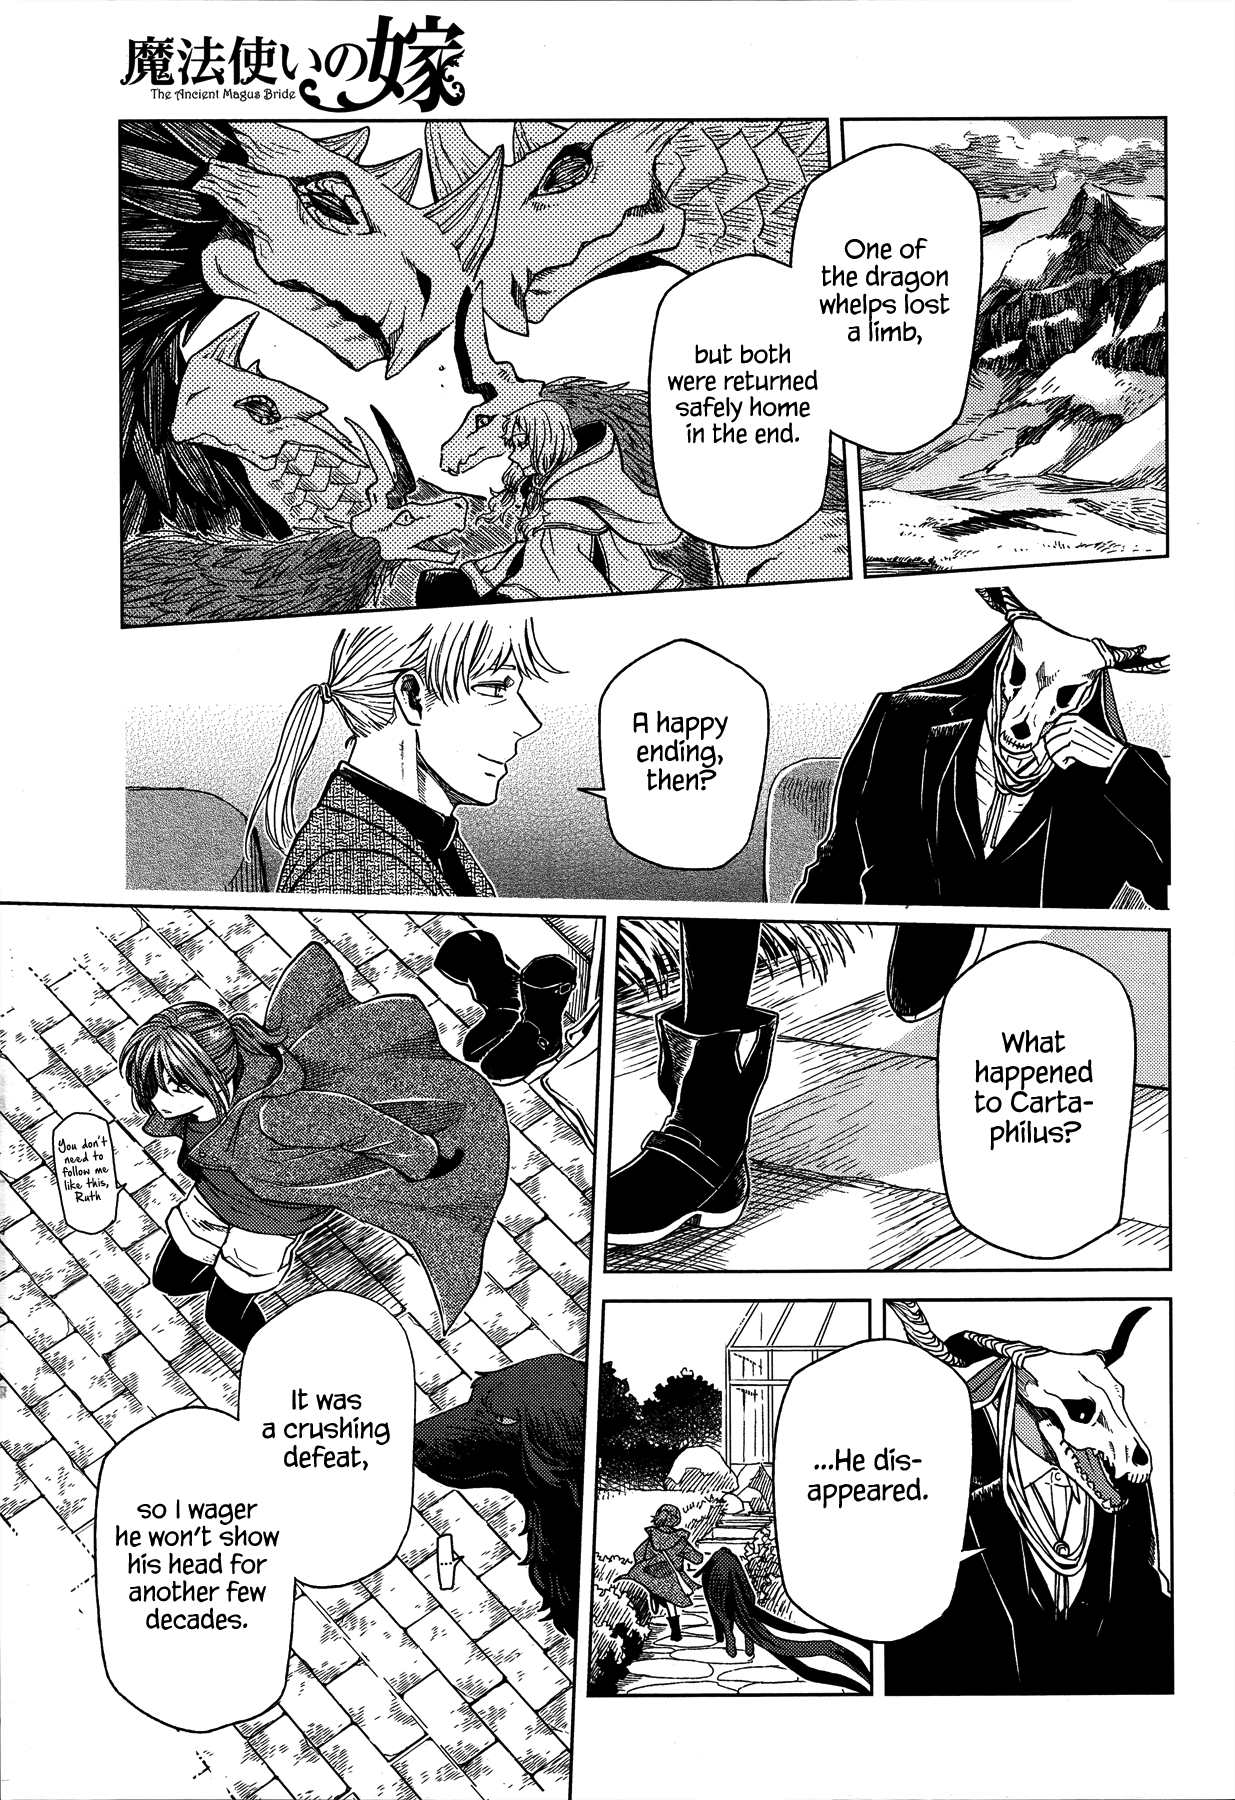 魔法使いの嫁
The Ancient Magus Bride
One of
the dragon
whelps lost
a limb,
but both
were returned
safely home
in the end.
A happy
ending,
then?
What
happened
to Carta-
philus?
...He dis-
appeared.
You don't
need to
follow me
like this,
Ruth
It was
a crushing
defeat,
so I wager
he won't show
his head for
another few
decades.